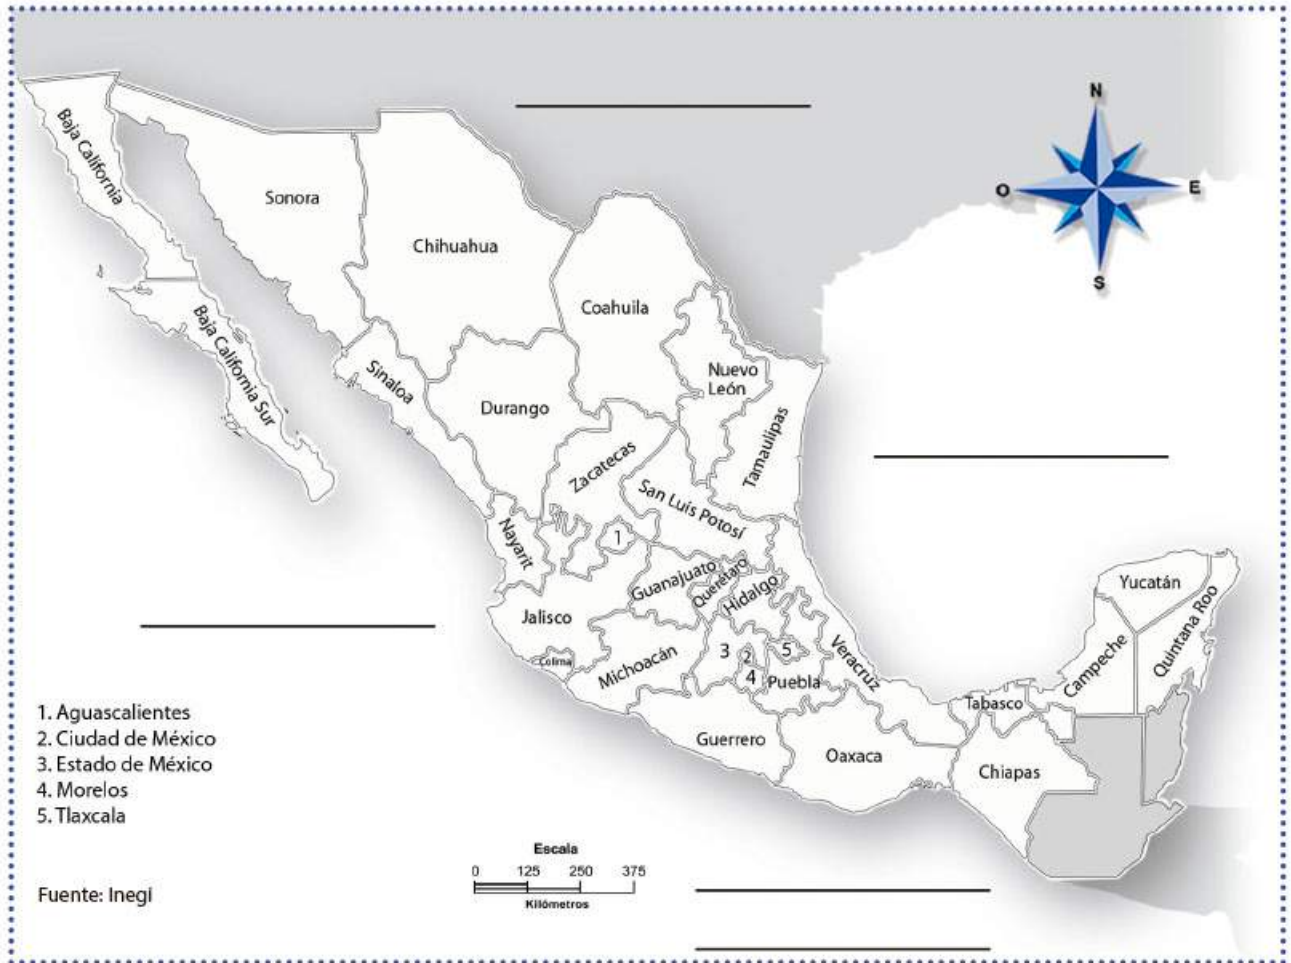 N
O
E
S
Baja California
Sonora
Chihuahua
Coahuila
Baja California Sur
Sinaloa
Nuevo
León
Durango
Tamaulipas
Zacatecas
San Luis Potosí
Nayarit
1
Guanajuato
Querétaro
Hidalgo
Yucatán
Quintana Roo
Jalisco
Campeche
Colima
Michoacán
3
2
4
5
Puebla
Veracruz
Tabasco
Guerrero
Oaxaca
Chiapas
1. Aguascalientes
2. Ciudad de México
3. Estado de México
4. Morelos
5. Tlaxcala
Escala
0 125 250 375
Kilómetros
Fuente: Inegi